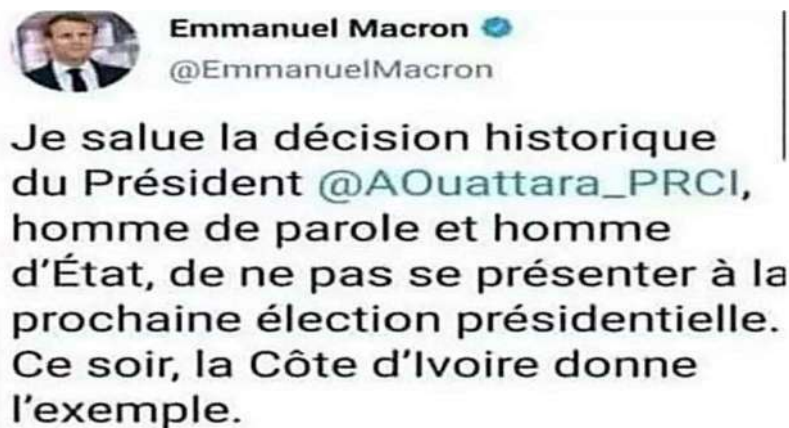 Emmanuel Macron
@EmmanuelMacron
Je salue la décision historique
du Président @AOuattara_PRCI,
homme de parole et homme
d’État, de ne pas se présenter à la
prochaine élection présidentielle.
Ce soir, la Côte d’Ivoire donne
l’exemple.